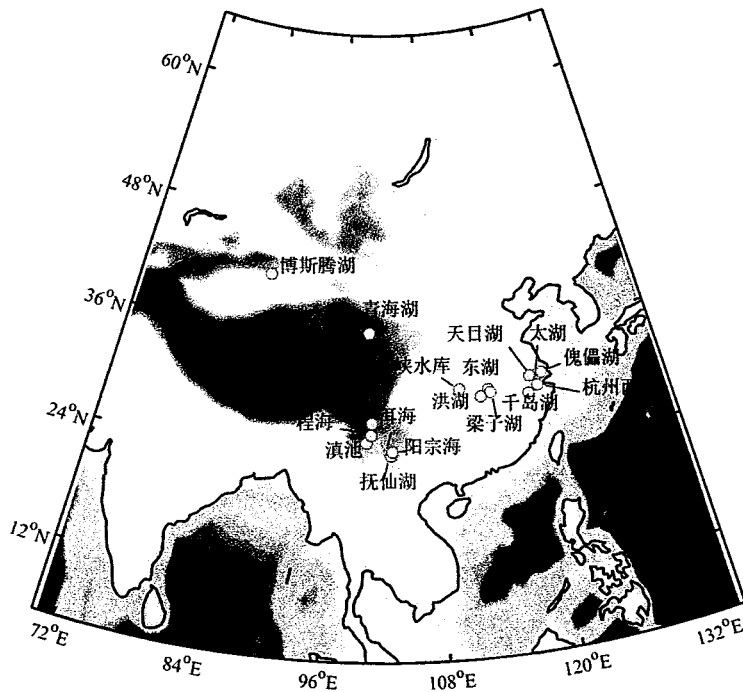 60°N
48°N
36°N
24°N
12°N
72°E
84°E
96°E
108°E
120°E
132°E
博斯腾湖
青海湖
天目湖
太湖
傀儡湖
峡水库
东湖
杭州西
洪湖
千岛湖
梁子湖
程海
洱海
滇池
阳宗海
抚仙湖